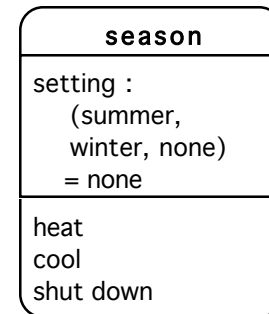 season
setting :
(summer,
winter, none)
= none
heat
cool
shut down